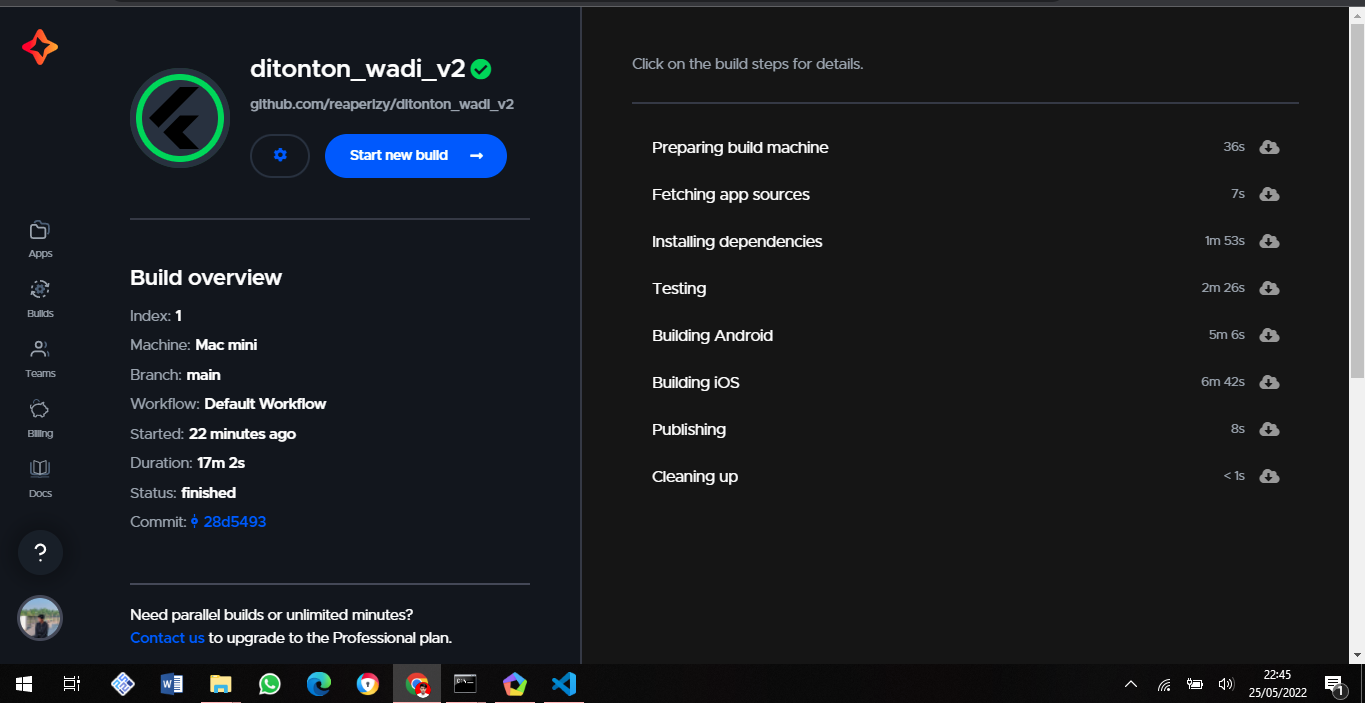 ditonton_wadi_v2
github.com/reaperizy/ditonton_wadi_v2
Start new build
Apps
Builds
Teams
Billing
Docs
?
Build overview
Index: 1
Machine: Mac mini
Branch: main
Workflow: Default Workflow
Started: 22 minutes ago
Duration: 17m 2s
Status: finished
Commit: 28d5493
Need parallel builds or unlimited minutes?
Contact us to upgrade to the Professional plan.
Click on the build steps for details.
Preparing build machine 36s
Fetching app sources 7s
Installing dependencies 1m 53s
Testing 2m 26s
Building Android 5m 6s
Building iOS 6m 42s
Publishing 8s
Cleaning up < 1s
22:45
25/05/2022
1